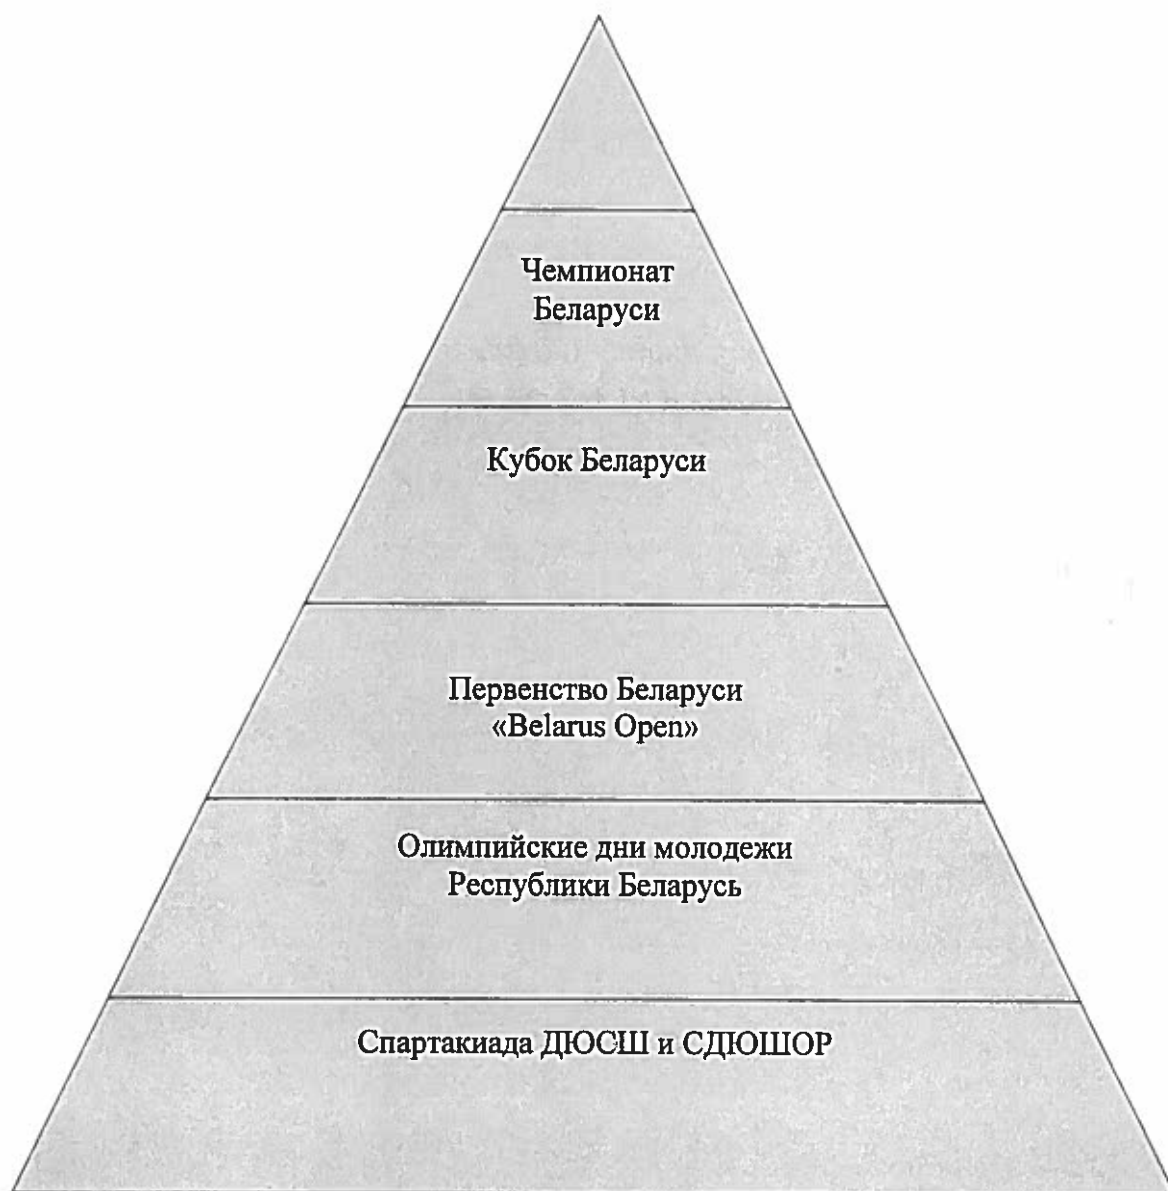 Чемпионат
Беларуси
Кубок Беларуси
Первенство Беларуси
«Belarus Open»
Олимпийские дни молодежи
Республики Беларусь
Спартакиада ДЮСШ и СДЮШОР